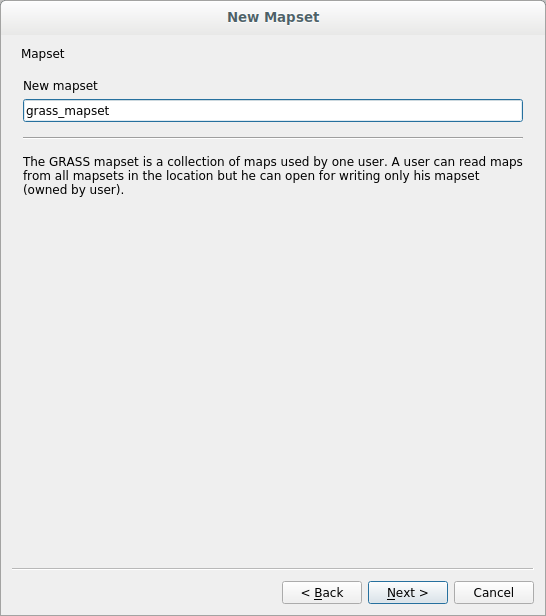 New Mapset
Mapset
New mapset
grass_mapset
The GRASS mapset is a collection of maps used by one user. A user can read maps
from all mapsets in the location but he can open for writing only his mapset
(owned by user).
< Back
Next >
Cancel